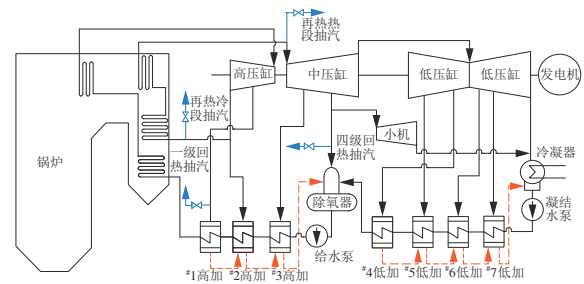 再热热
段抽汽
高压缸
中压缸
低压缸
低压缸
发电机
再热冷
段抽汽
小机
锅炉
一级回
热抽汽
四级回
热抽汽
冷凝器
除氧器
凝结
水泵
给水泵
#1高加
#2高加
#3高加
#4低加
#5低加
#6低加
#7低加